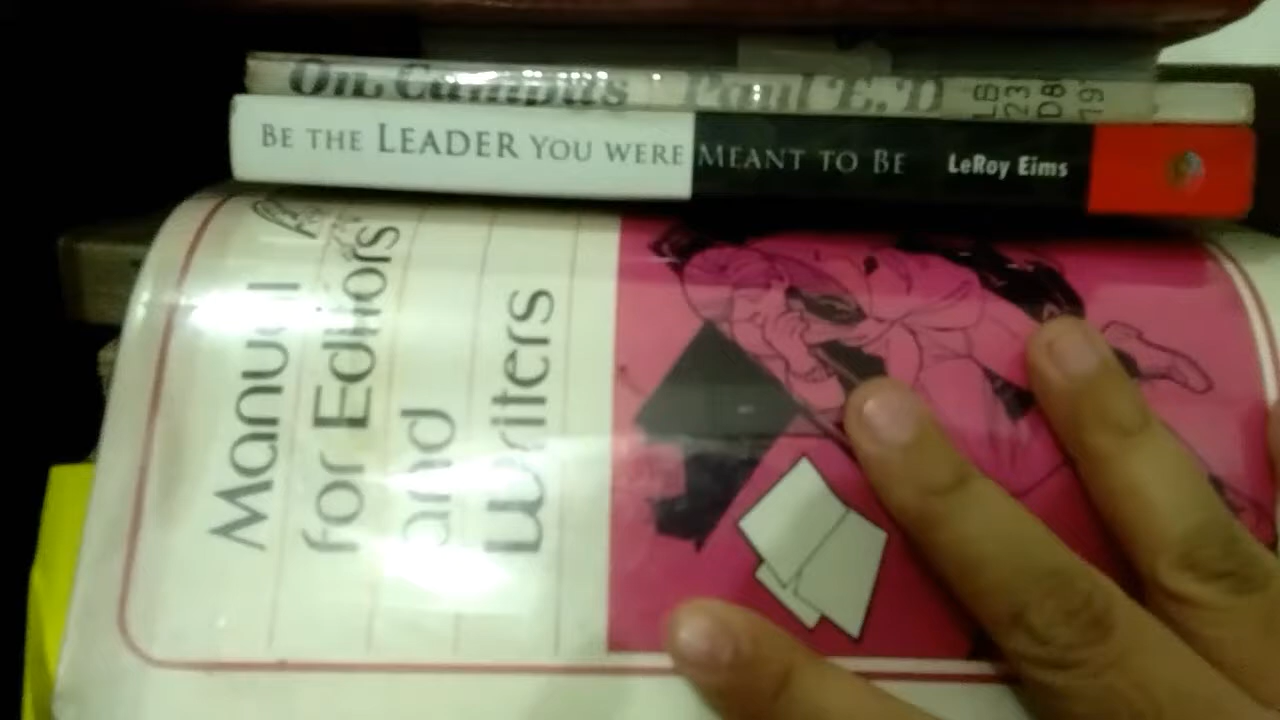 On Campus Paul E. D
LB
23
D8
19
BE THE LEADER YOU WERE MEANT TO BE LeRoy Eims
Manual
for Editors
and
Writers